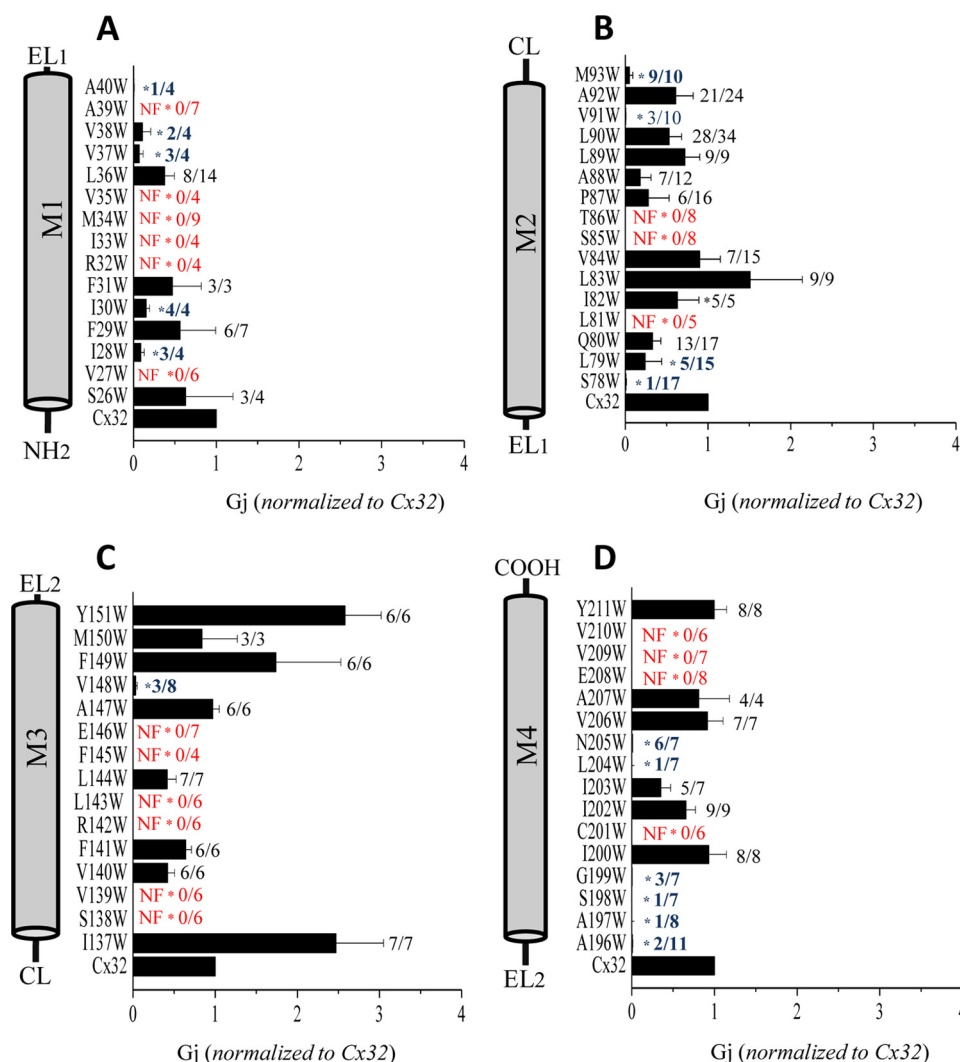 A
EL1
M1
NH2
A40W *1/4
A39W NF * 0/7
V38W * 2/4
V37W * 3/4
L36W 8/14
V35W NF * 0/4
M34W NF * 0/9
I33W NF * 0/4
R32W NF * 0/4
F31W 3/3
I30W *4/4
F29W 6/7
I28W *3/4
V27W NF *0/6
S26W 3/4
Cx32
0 1 2 3 4
Gj (normalized to Cx32)
B
CL
M2
EL1
M93W * 9/10
A92W 21/24
V91W * 3/10
L90W 28/34
L89W 9/9
A88W 7/12
P87W 6/16
T86W NF * 0/8
S85W NF * 0/8
V84W 7/15
L83W 9/9
I82W *5/5
L81W NF * 0/5
Q80W 13/17
L79W * 5/15
S78W * 1/17
Cx32
0 1 2 3 4
Gj (normalized to Cx32)
C
EL2
M3
CL
Y151W 6/6
M150W 3/3
F149W 6/6
V148W *3/8
A147W 6/6
E146W NF * 0/7
F145W NF * 0/4
L144W 7/7
L143W NF * 0/6
R142W NF * 0/6
F141W 6/6
V140W 6/6
V139W NF * 0/6
S138W NF * 0/6
I137W 7/7
Cx32
0 1 2 3 4
Gj (normalized to Cx32)
D
COOH
M4
EL2
Y211W 8/8
V210W NF * 0/6
V209W NF * 0/7
E208W NF * 0/8
A207W 4/4
V206W 7/7
N205W * 6/7
L204W * 1/7
I203W 5/7
I202W 9/9
C201W NF * 0/6
I200W 8/8
G199W * 3/7
S198W * 1/7
A197W * 1/8
A196W * 2/11
Cx32
0 1 2 3 4
Gj (normalized to Cx32)